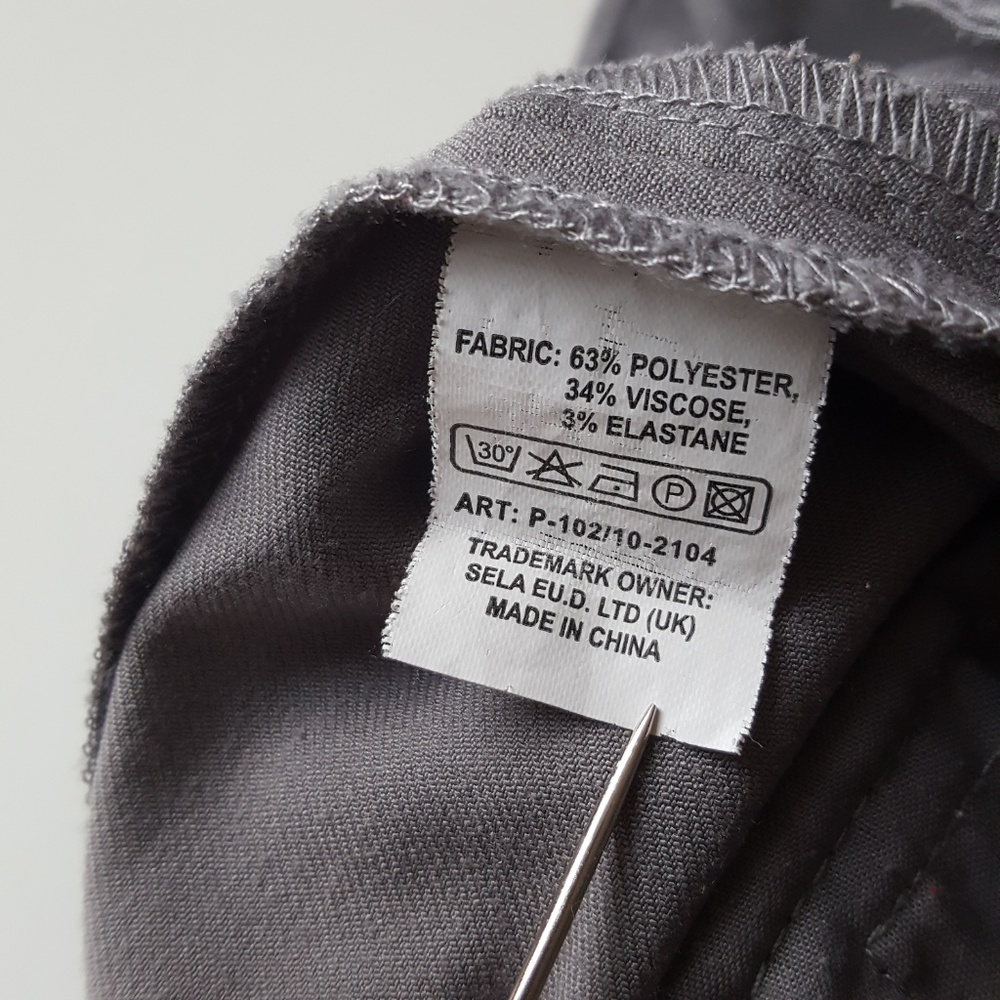 FABRIC: 63% POLYESTER,
34% VISCOSE,
3% ELASTANE
30° P
ART: P-102/10-2104
TRADEMARK OWNER:
SELA EU.D. LTD (UK)
MADE IN CHINA